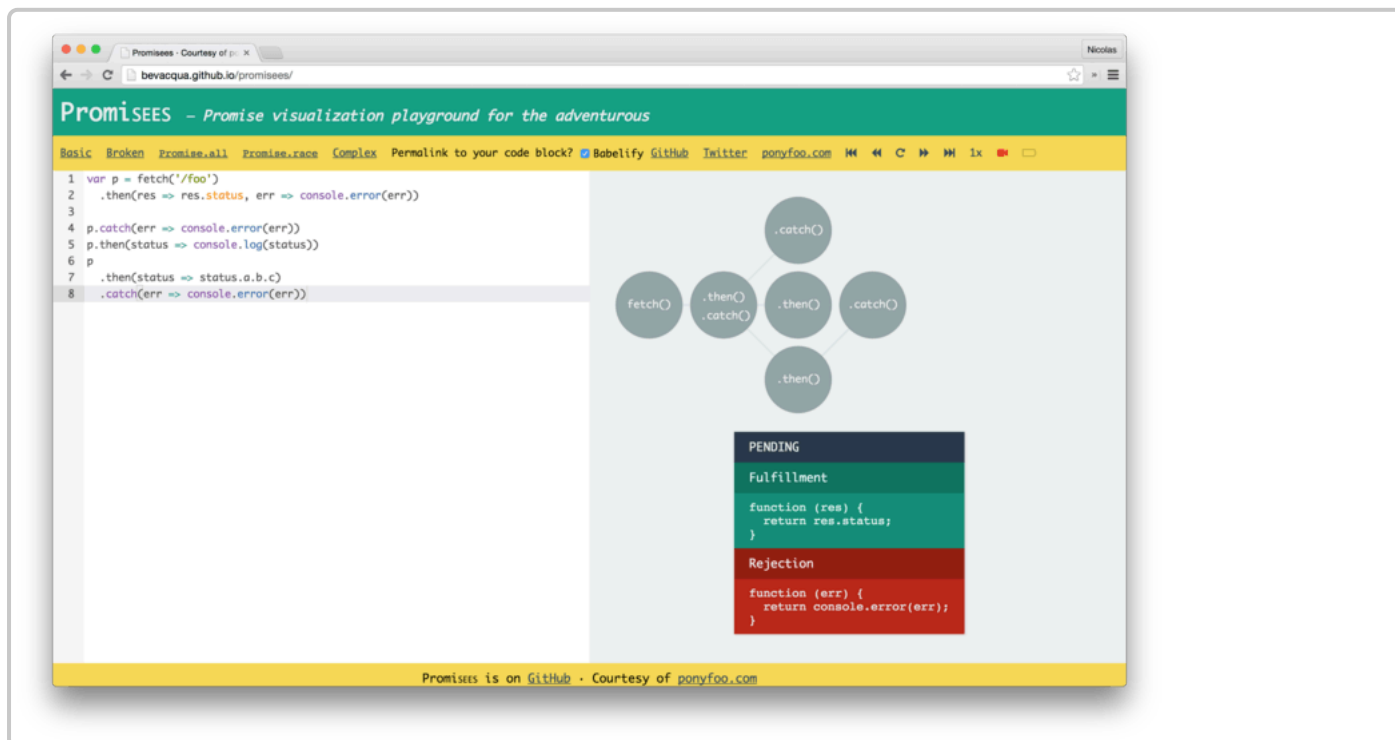 Promisees - Courtesy of po
Nicolas
bevacqua.github.io/promisees/
PromiSEES – Promise visualization playground for the adventurous
Basic Broken Promise.all Promise.race Complex Permalink to your code block? Babelify GitHub Twitter ponyfoo.com 1x
1 var p = fetch('/foo')
2   .then(res => res.status, err => console.error(err))
3
4 p.catch(err => console.error(err))
5 p.then(status => console.log(status))
6 p
7   .then(status => status.a.b.c)
8   .catch(err => console.error(err))
.catch()
fetch()
.then()
.catch()
.then()
.catch()
.then()
PENDING
Fulfillment
function (res) {
  return res.status;
}
Rejection
function (err) {
  return console.error(err);
}
PromiSEES is on GitHub · Courtesy of ponyfoo.com